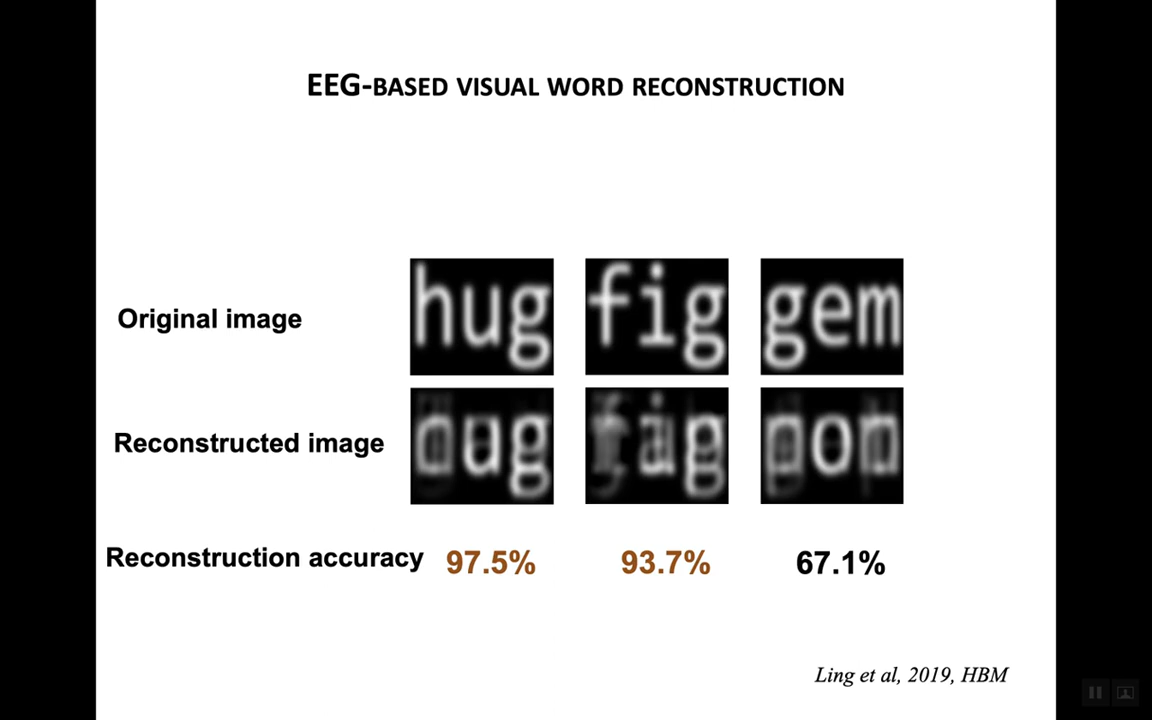 EEG-BASED VISUAL WORD RECONSTRUCTION
Original image
hug fig gem
Reconstructed image
Reconstruction accuracy 97.5% 93.7% 67.1%
Ling et al, 2019, HBM